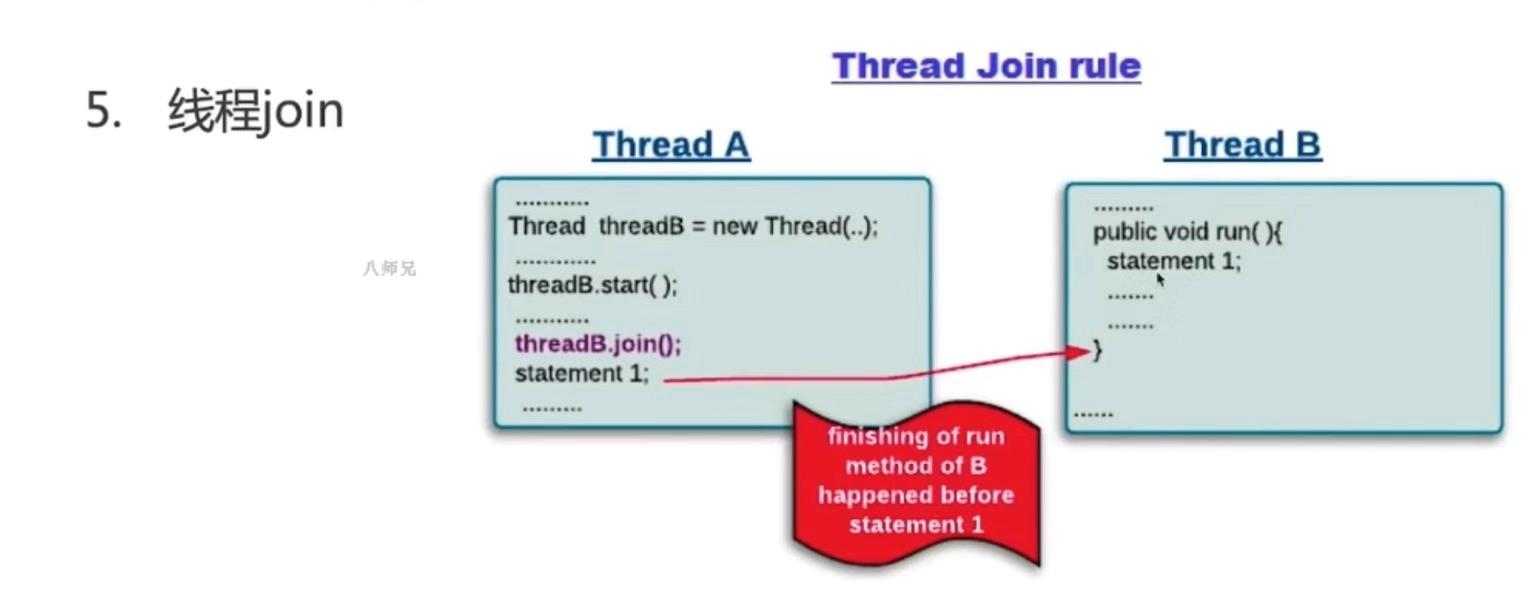 5. 线程join
Thread Join rule
Thread A
...........
Thread threadB = new Thread(..);
............
threadB.start( );
...........
threadB.join();
statement 1;
.........
Thread B
.........
public void run( ){
statement 1;
.......
.......
}
......
finishing of run
method of B
happened before
statement 1
八师兄